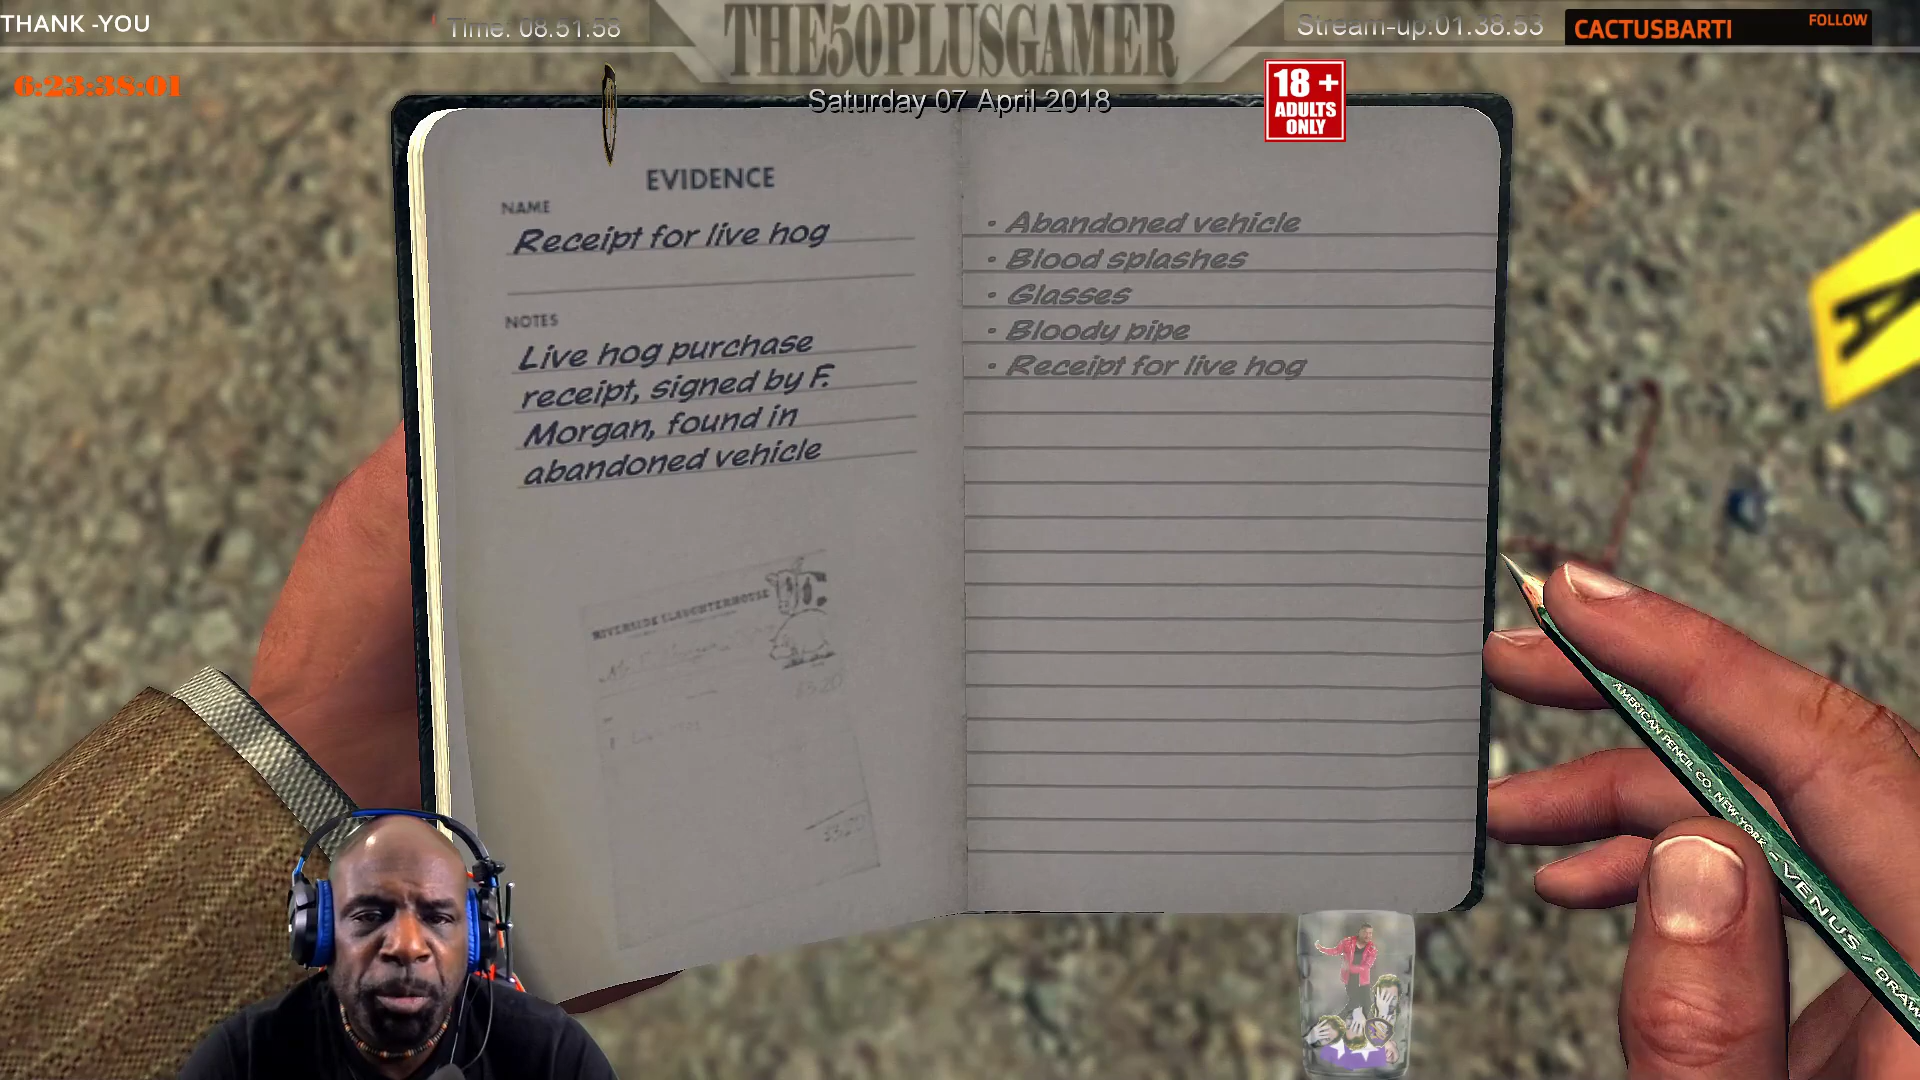 THANK -YOU
Time: 08.51.58
THE50PLUSGAMER
Stream-up:01.38.53
CACTUSBARTI
FOLLOW
6:23:38:01
Saturday 07 April 2018
18 +
ADULTS
ONLY
EVIDENCE
NAME
Receipt for live hog
NOTES
Live hog purchase
receipt, signed by F.
Morgan, found in
abandoned vehicle
RIVERSIDE SLAUGHTERHOUSE
• Abandoned vehicle
• Blood splashes
• Glasses
• Bloody pipe
• Receipt for live hog
A
AMERICAN PENCIL CO. NEW YORK - VENUS / DRAW